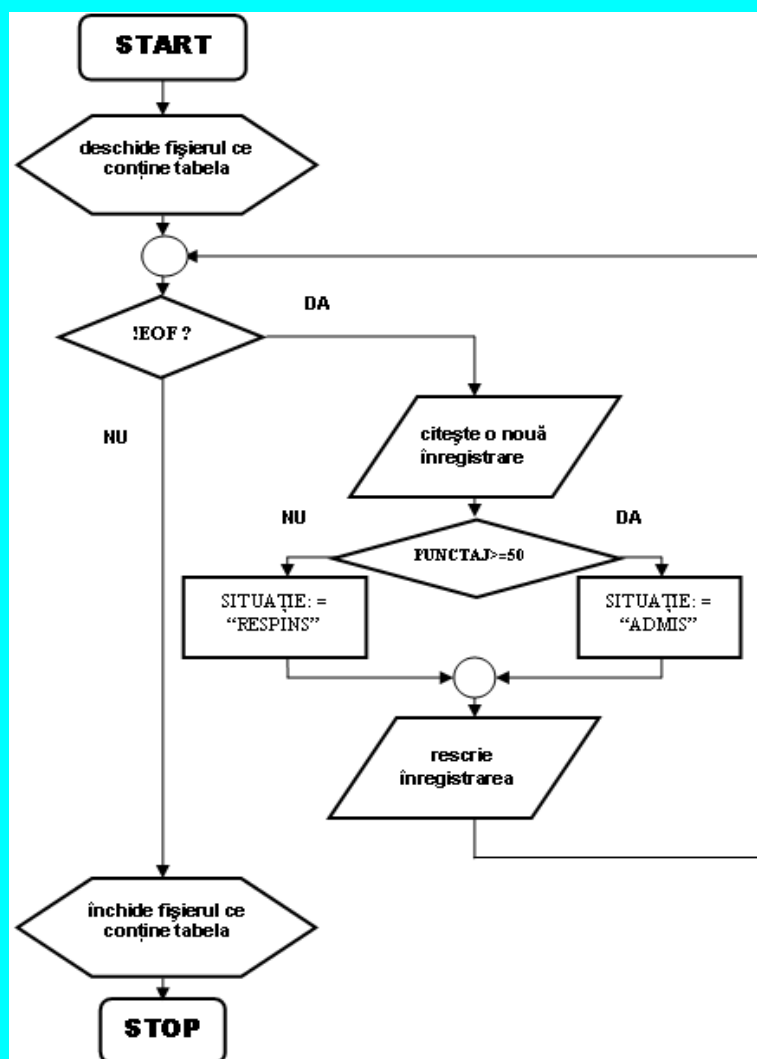 START
deschide fişierul ce
conţine tabela
!EOF ?
DA
NU
citeşte o nouă
înregistrare
NU
DA
PUNCTAJ>=50
SITUAŢIE: =
“RESPINS”
SITUAŢIE: =
“ADMIS”
rescrie
înregistrarea
închide fişierul ce
conţine tabela
STOP